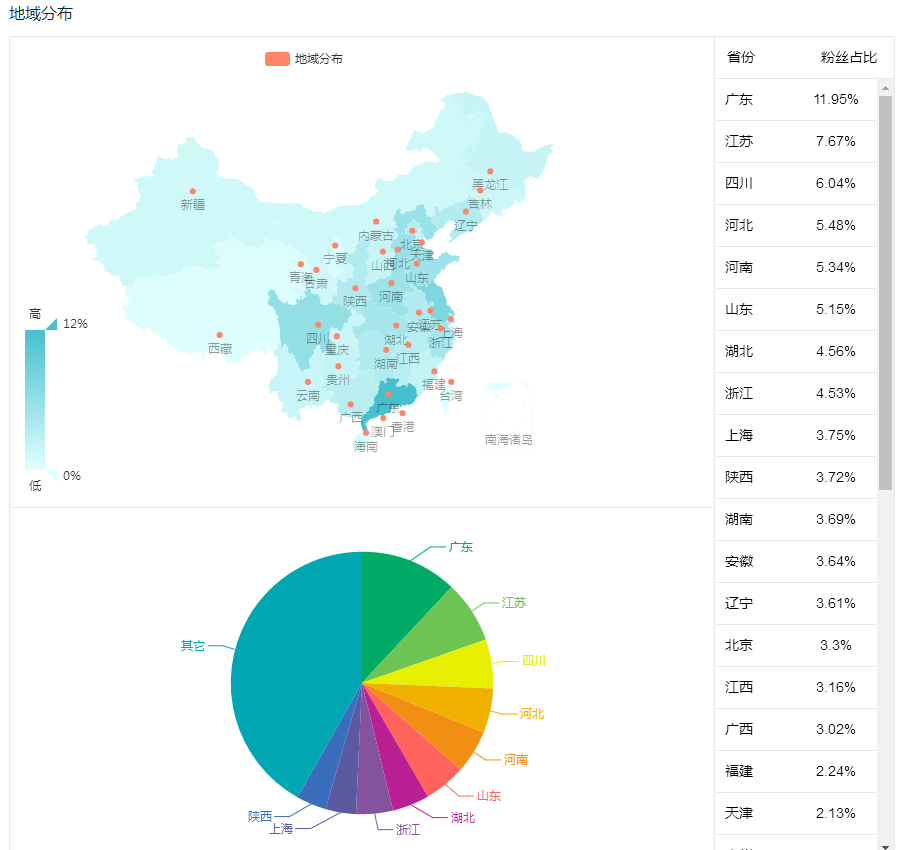 地域分布
地域分布
黑龙江
新疆
吉林
辽宁
内蒙古
北京
天津
宁夏
山西
河北
山东
青海
甘肃
陕西
河南
高
12%
安徽
江苏
上海
四川
湖北
浙江
西藏
重庆
江西
湖南
贵州
福建
云南
台湾
广东
广西
香港
澳门
南海诸岛
海南
0%
低
广东
江苏
其它
四川
河北
河南
山东
陕西
湖北
上海
浙江
省份 粉丝占比
广东 11.95%
江苏 7.67%
四川 6.04%
河北 5.48%
河南 5.34%
山东 5.15%
湖北 4.56%
浙江 4.53%
上海 3.75%
陕西 3.72%
湖南 3.69%
安徽 3.64%
辽宁 3.61%
北京 3.3%
江西 3.16%
广西 3.02%
福建 2.24%
天津 2.13%